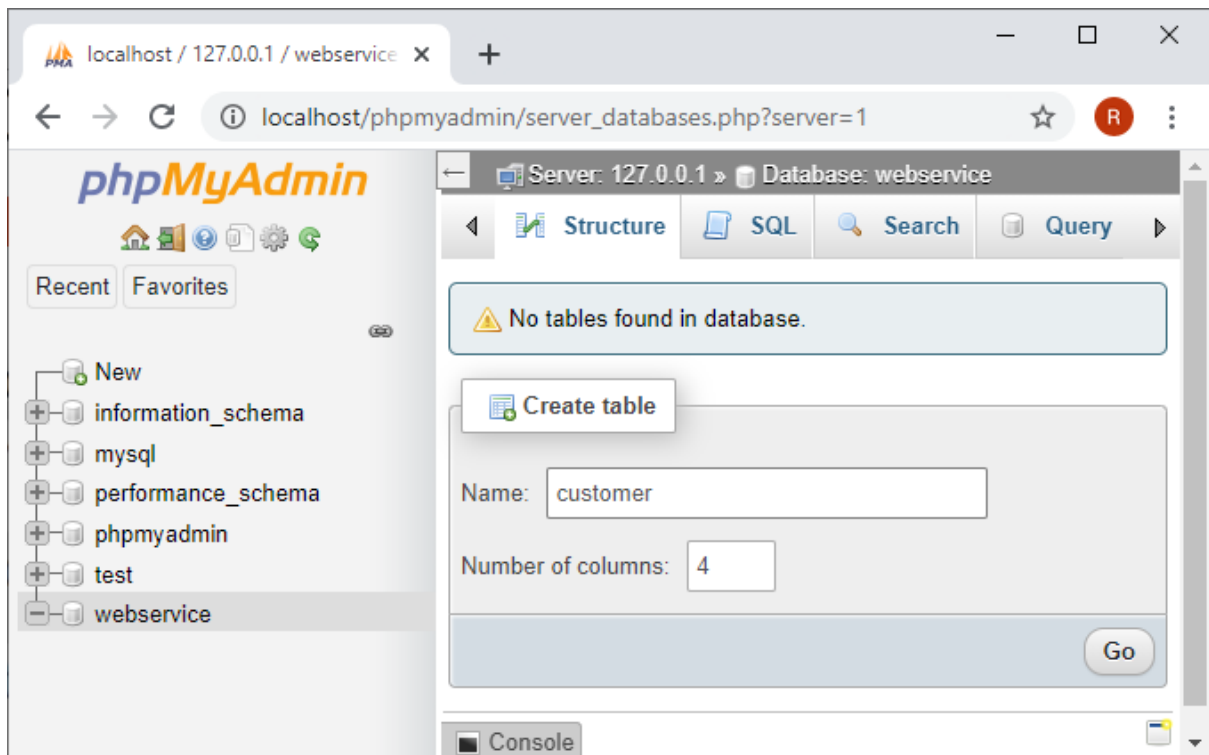 PMA localhost / 127.0.0.1 / webservice
localhost/phpmyadmin/server_databases.php?server=1
R
phpMyAdmin
Recent Favorites
New
information_schema
mysql
performance_schema
phpmyadmin
test
webservice
Server: 127.0.0.1 » Database: webservice
Structure SQL Search Query
No tables found in database.
Create table
Name: customer
Number of columns: 4
Go
Console